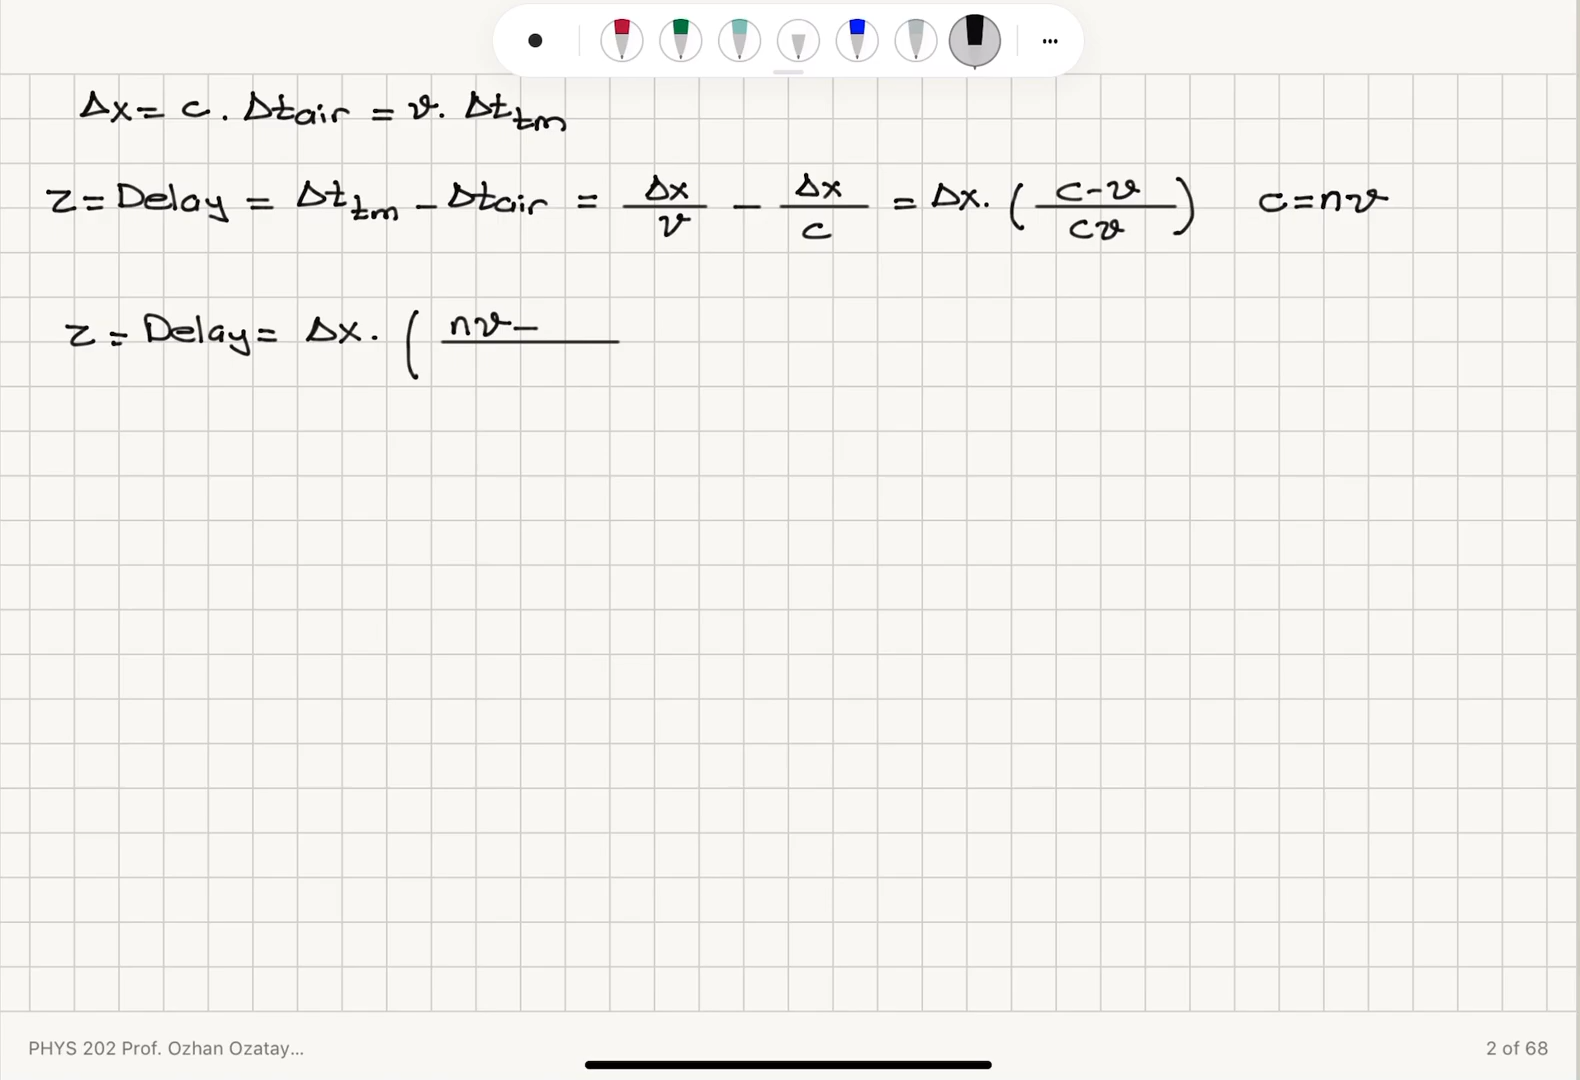 Δx = c . Δtair = v. Δttm
z = Delay = Δttm - Δtair = Δx/v - Δx/c = Δx. (c-v/cv) c=nv
z = Delay = Δx. (nv-
PHYS 202 Prof. Ozhan Ozatay...
2 of 68